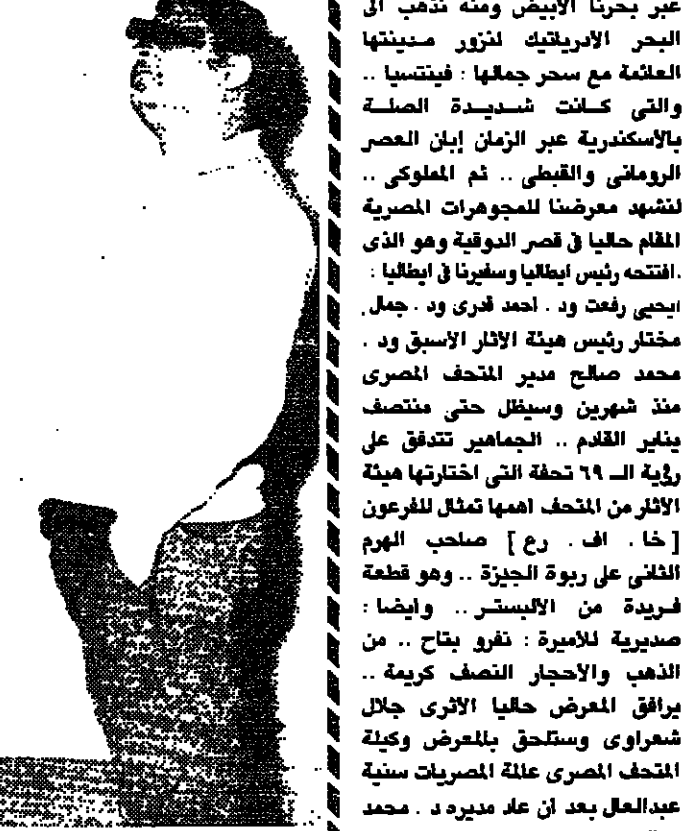 عبر بحرنا الأبيض ومنه نذهب الى
البحر الادرياتيك لنزور مدينتها
العائمة مع سحر جمالها : فينتسيا ..
والتى كانت شديدة الصلة
بالأسكندرية عبر الزمان إبان العصر
الرومانى والقبطى .. ثم المملوكى ..
لنشهد معرضنا للمجوهرات المصرية
المقام حاليا فى قصر الدوقية وهو الذى
افتتحه رئيس ايطاليا وسفيرنا فى ايطاليا :
يحيى رفعت ود . احمد قدرى ود . جمال
مختار رئيس هيئة الآثار الأسبق ود .
محمد صالح مدير المتحف المصرى
منذ شهرين وسيظل حتى منتصف
يناير القادم .. الجماهير تتدفق على
رؤية الــ ٦٩ تحفة التى اختارتها هيئة
الآثار من المتحف اهمها تمثال للفرعون
[ خا . اف . رع ] صاحب الهرم
الثانى على ربوة الجيزة .. وهو قطعة
فريدة من الالبستر .. وايضا :
صديرية للأميرة : نفرو بتاح .. من
الذهب والأحجار النصف كريمة ..
يرافق المعرض حاليا الأثرى جلال
شعراوى وستلحق بالمعرض وكيلة
المتحف المصرى عالمة المصريات سنية
عبدالعال بعد ان عاد مديره د . محمد